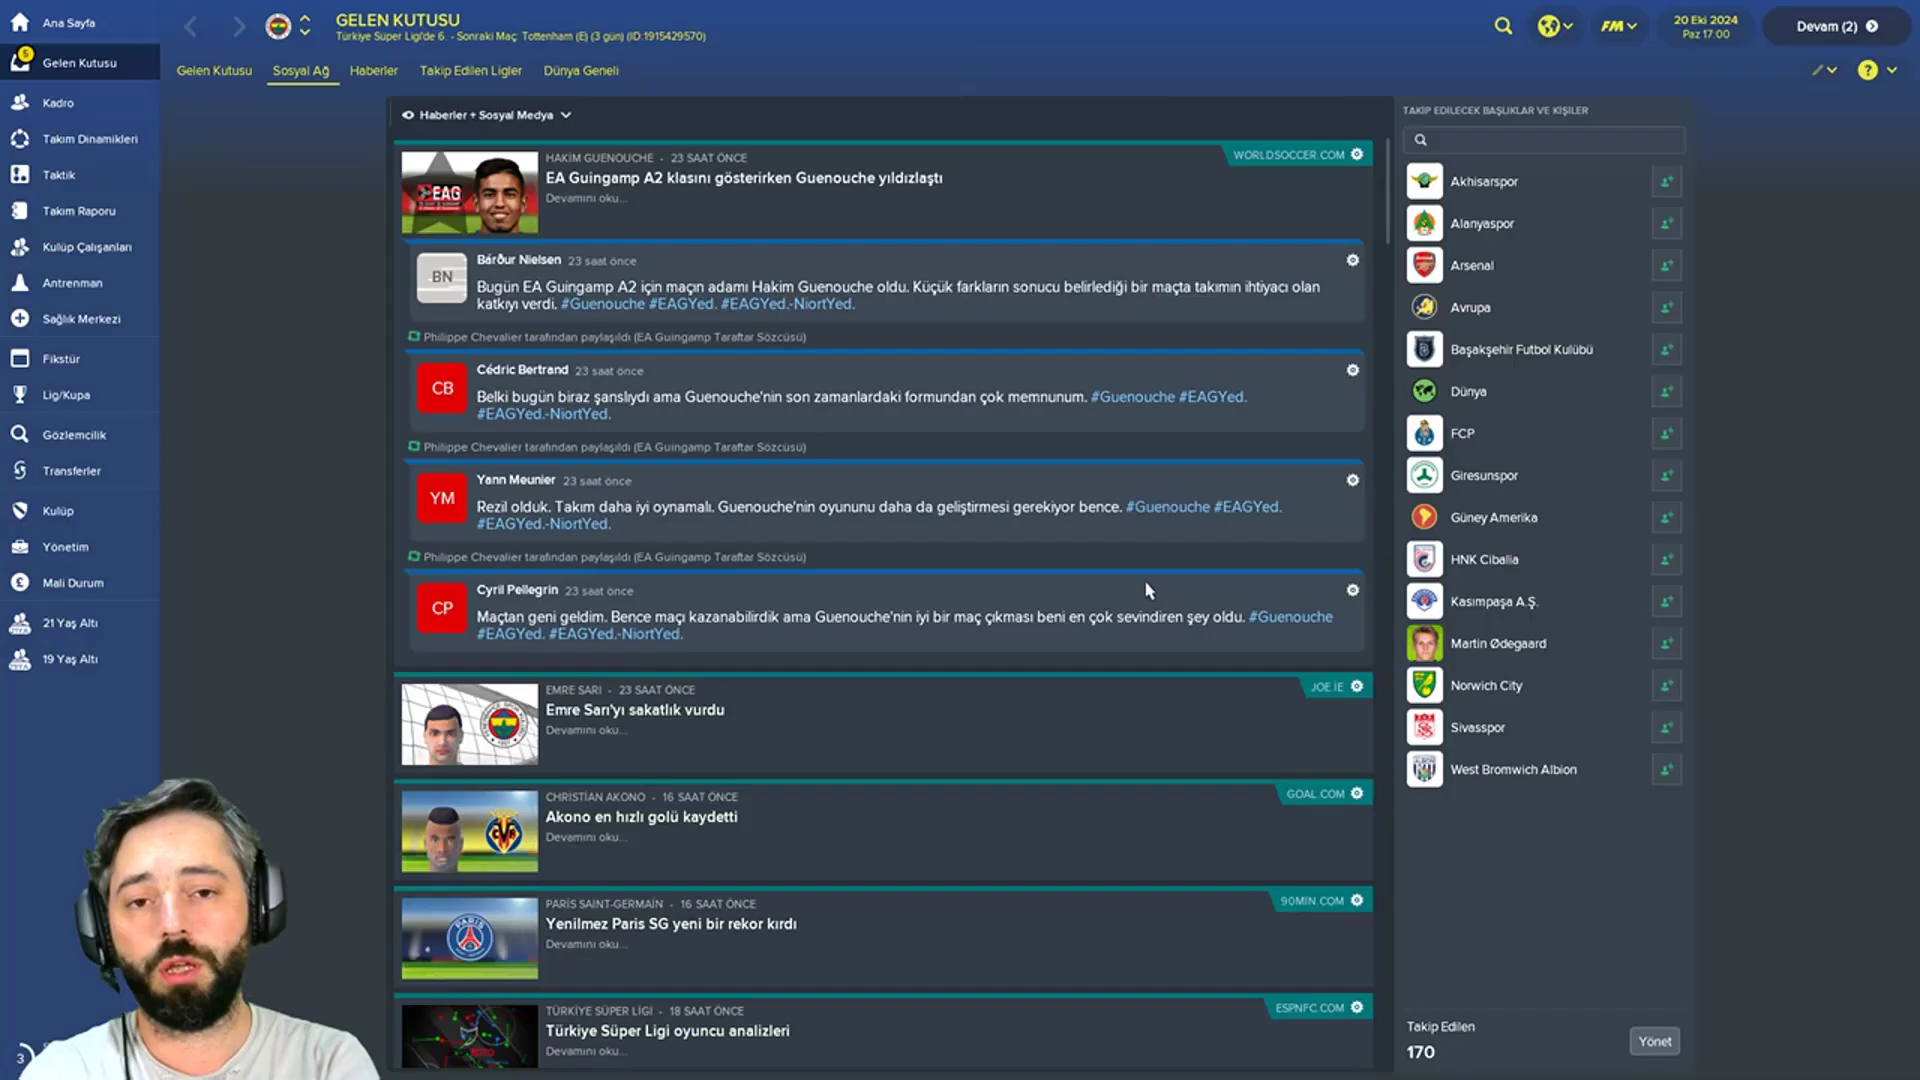 Ana Sayfa
5
Gelen Kutusu
Kadro
Takım Dinamikleri
Taktik
Takım Raporu
Kulüp Çalışanları
Antrenman
Sağlık Merkezi
Fikstür
Lig/Kupa
Gözlemcilik
Transferler
Kulüp
Yönetim
Mali Durum
21 Yaş Altı
19 Yaş Altı
3
GELEN KUTUSU
Türkiye Süper Ligi'de 6. - Sonraki Maç: Tottenham (E) (3 gün) (ID:1915429570)
FM
20 Eki 2024
Paz 17:00
Devam (2)
Gelen Kutusu
Sosyal Ağ
Haberler
Takip Edilen Ligler
Dünya Geneli
?
Haberler + Sosyal Medya
HAKİM GUENOUCHE - 23 SAAT ÖNCE
WORLDSOCCER.COM
EA Guingamp A2 klasını gösterirken Guenouche yıldızlaştı
Devamını oku...
EAG
BN
Bárður Nielsen 23 saat önce
Bugün EA Guingamp A2 için maçın adamı Hakim Guenouche oldu. Küçük farkların sonucu belirlediği bir maçta takımın ihtiyacı olan
katkıyı verdi. #Guenouche #EAGYed. #EAGYed.-NiortYed.
Philippe Chevalier tarafından paylaşıldı (EA Guingamp Taraftar Sözcüsü)
CB
Cédric Bertrand 23 saat önce
Belki bugün biraz şanslıydı ama Guenouche'nin son zamanlardaki formundan çok memnunum. #Guenouche #EAGYed.
#EAGYed.-NiortYed.
Philippe Chevalier tarafından paylaşıldı (EA Guingamp Taraftar Sözcüsü)
YM
Yann Meunier 23 saat önce
Rezil olduk. Takım daha iyi oynamalı. Guenouche'nin oyununu daha da geliştirmesi gerekiyor bence. #Guenouche #EAGYed.
#EAGYed.-NiortYed.
Philippe Chevalier tarafından paylaşıldı (EA Guingamp Taraftar Sözcüsü)
CP
Cyril Pellegrin 23 saat önce
Maçtan geni geldim. Bence maçı kazanabilirdik ama Guenouche'nin iyi bir maç çıkması beni en çok sevindiren şey oldu. #Guenouche
#EAGYed. #EAGYed.-NiortYed.
EMRE SARI - 23 SAAT ÖNCE
JOE.IE
Emre Sarı'yı sakatlık vurdu
Devamını oku...
CHRISTIAN AKONO - 16 SAAT ÖNCE
GOAL.COM
Akono en hızlı golü kaydetti
Devamını oku...
PARIS SAINT-GERMAIN - 16 SAAT ÖNCE
90MIN.COM
Yenilmez Paris SG yeni bir rekor kırdı
Devamını oku...
PARIS
TÜRKİYE SÜPER LİGİ - 18 SAAT ÖNCE
ESPNFC.COM
Türkiye Süper Ligi oyuncu analizleri
Devamını oku...
TAKİP EDİLECEK BAŞLIKLAR VE KİŞİLER
Akhisarspor
Alanyaspor
Arsenal
Avrupa
Başakşehir Futbol Kulübü
Dünya
FCP
Giresunspor
Güney Amerika
HNK Cibalia
Kasımpaşa A.Ş.
Martin Ødegaard
Norwich City
Sivasspor
West Bromwich Albion
Takip Edilen
170
Yönet